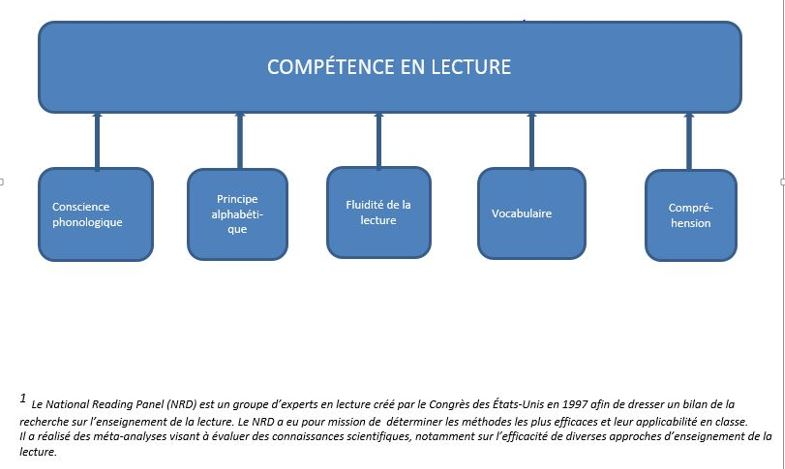 COMPÉTENCE EN LECTURE
Conscience
phonologique
Principe
alphabéti-
que
Fluidité de la
lecture
Vocabulaire
Compré-
hension
1 Le National Reading Panel (NRD) est un groupe d’experts en lecture créé par le Congrès des États-Unis en 1997 afin de dresser un bilan de la
recherche sur l’enseignement de la lecture. Le NRD a eu pour mission de déterminer les méthodes les plus efficaces et leur applicabilité en classe.
Il a réalisé des méta-analyses visant à évaluer des connaissances scientifiques, notamment sur l’efficacité de diverses approches d’enseignement de la
lecture.